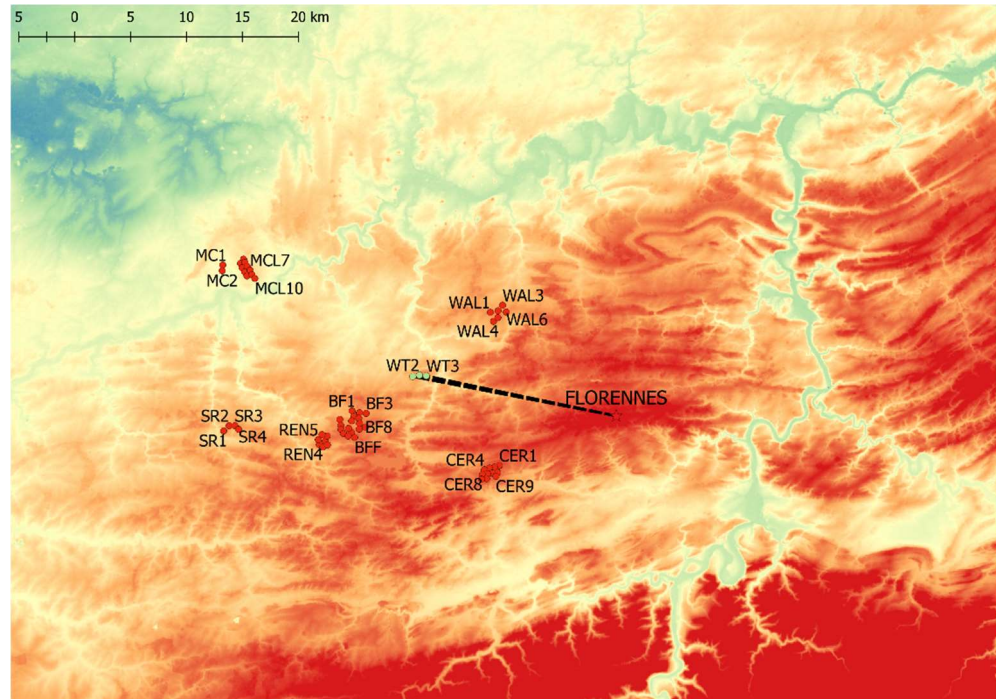 5 0 10 15 20 km
MC1 MCL7
MC2 MCL10
WAL1 WAL3
WAL4 WAL6
WT2 WT3
FLORENNES
SR2 SR3
SR1 SR4
REN5 BF1 BF3
REN4 BF8
BFF
CER4 CER1
CER8 CER9